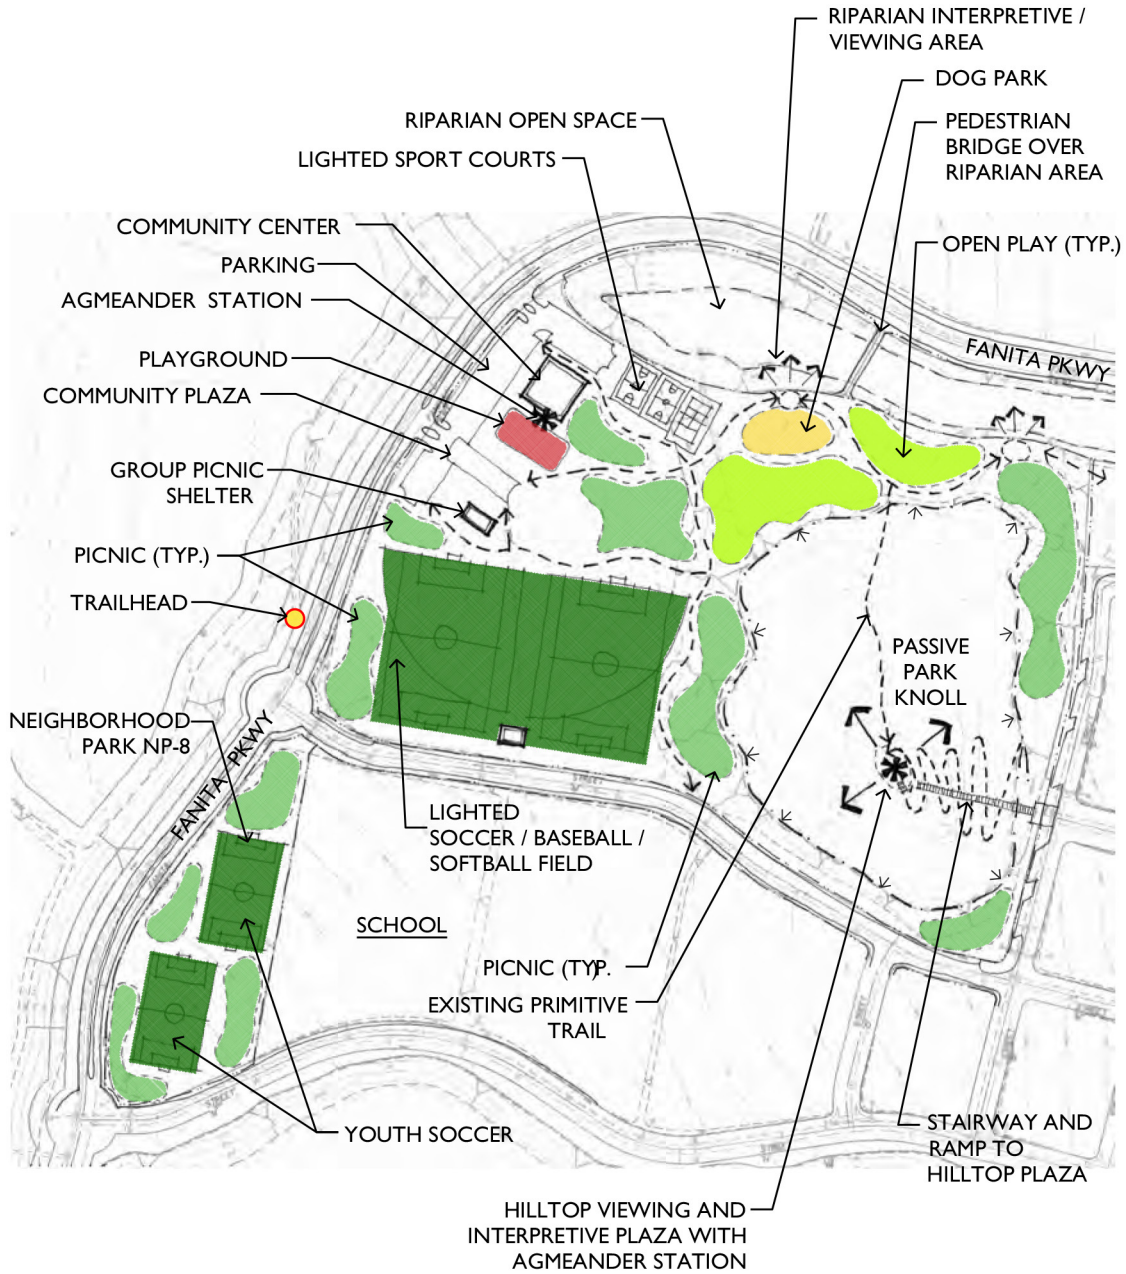 RIPARIAN INTERPRETIVE /
VIEWING AREA
DOG PARK
RIPARIAN OPEN SPACE
PEDESTRIAN
BRIDGE OVER
RIPARIAN AREA
LIGHTED SPORT COURTS
COMMUNITY CENTER
OPEN PLAY (TYP.)
PARKING
AGMEANDER STATION
FANITA PKWY
PLAYGROUND
COMMUNITY PLAZA
GROUP PICNIC
SHELTER
PICNIC (TYP.)
TRAILHEAD
PASSIVE
PARK
KNOLL
NEIGHBORHOOD
PARK NP-8
FANITA PKWY
LIGHTED
SOCCER / BASEBALL /
SOFTBALL FIELD
SCHOOL
PICNIC (TYP.
EXISTING PRIMITIVE
TRAIL
YOUTH SOCCER
STAIRWAY AND
RAMP TO
HILLTOP PLAZA
HILLTOP VIEWING AND
INTERPRETIVE PLAZA WITH
AGMEANDER STATION